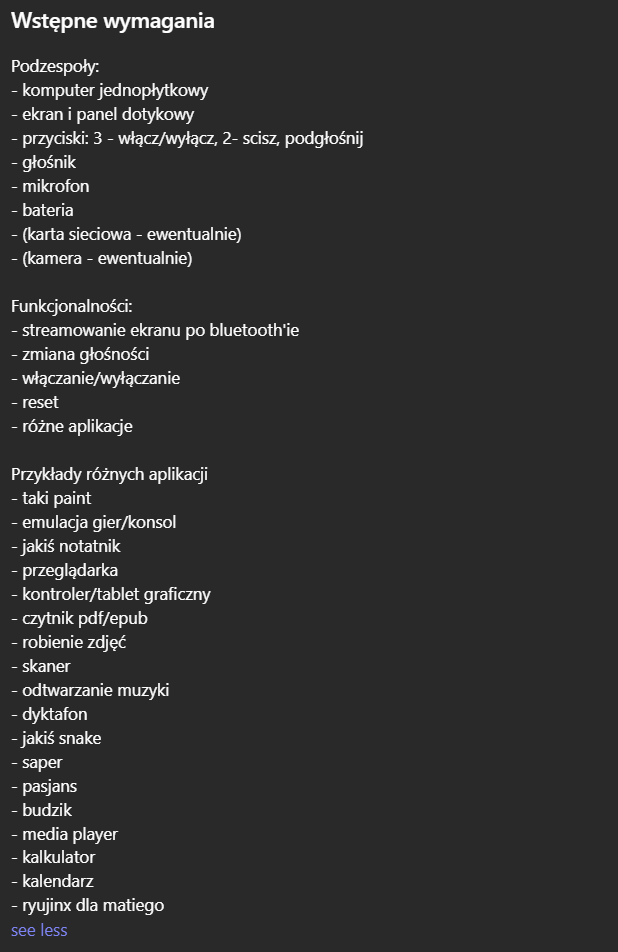 Wstępne wymagania
Podzespoły:
- komputer jednopłytkowy
- ekran i panel dotykowy
- przyciski: 3 - włącz/wyłącz, 2- scisz, podgłośnij
- głośnik
- mikrofon
- bateria
- (karta sieciowa - ewentualnie)
- (kamera - ewentualnie)
Funkcjonalności:
- streamowanie ekranu po bluetooth'ie
- zmiana głośności
- włączanie/wyłączanie
- reset
- różne aplikacje
Przykłady różnych aplikacji
- taki paint
- emulacja gier/konsol
- jakiś notatnik
- przeglądarka
- kontroler/tablet graficzny
- czytnik pdf/epub
- robienie zdjęć
- skaner
- odtwarzanie muzyki
- dyktafon
- jakiś snake
- saper
- pasjans
- budzik
- media player
- kalkulator
- kalendarz
- ryujinx dla matiego
see less